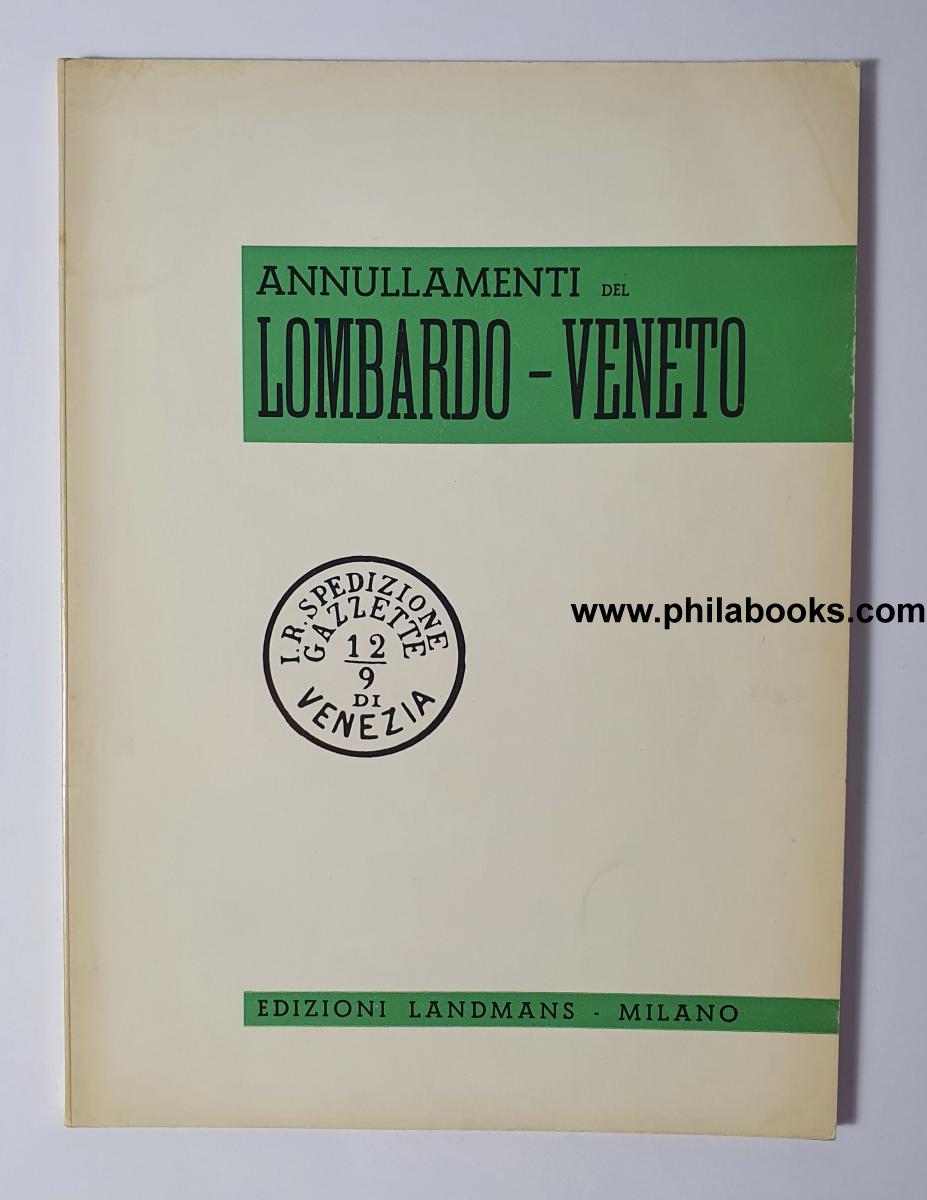 ANNULLAMENTI DEL
LOMBARDO - VENETO
I.R. SPEDIZIONE
GAZZETTE
12
9
DI
VENEZIA
www.philabooks.com
EDIZIONI LANDMANS - MILANO